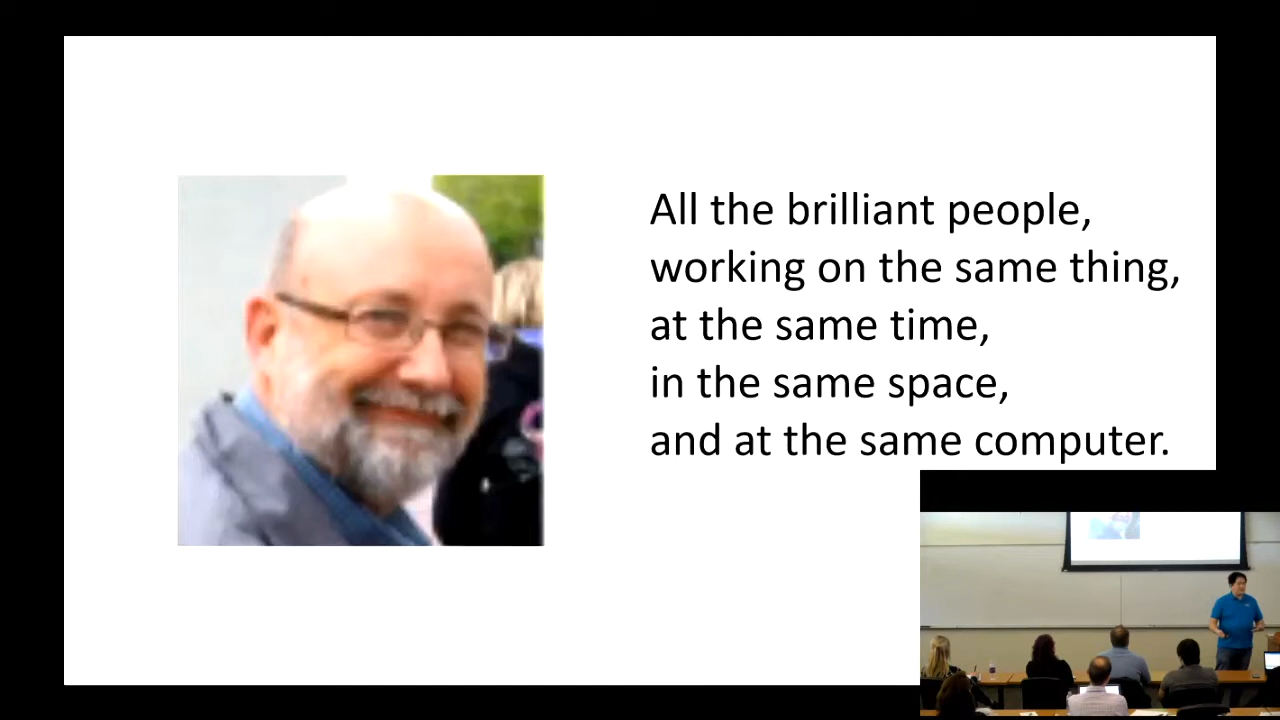 All the brilliant people,
working on the same thing,
at the same time,
in the same space,
and at the same computer.